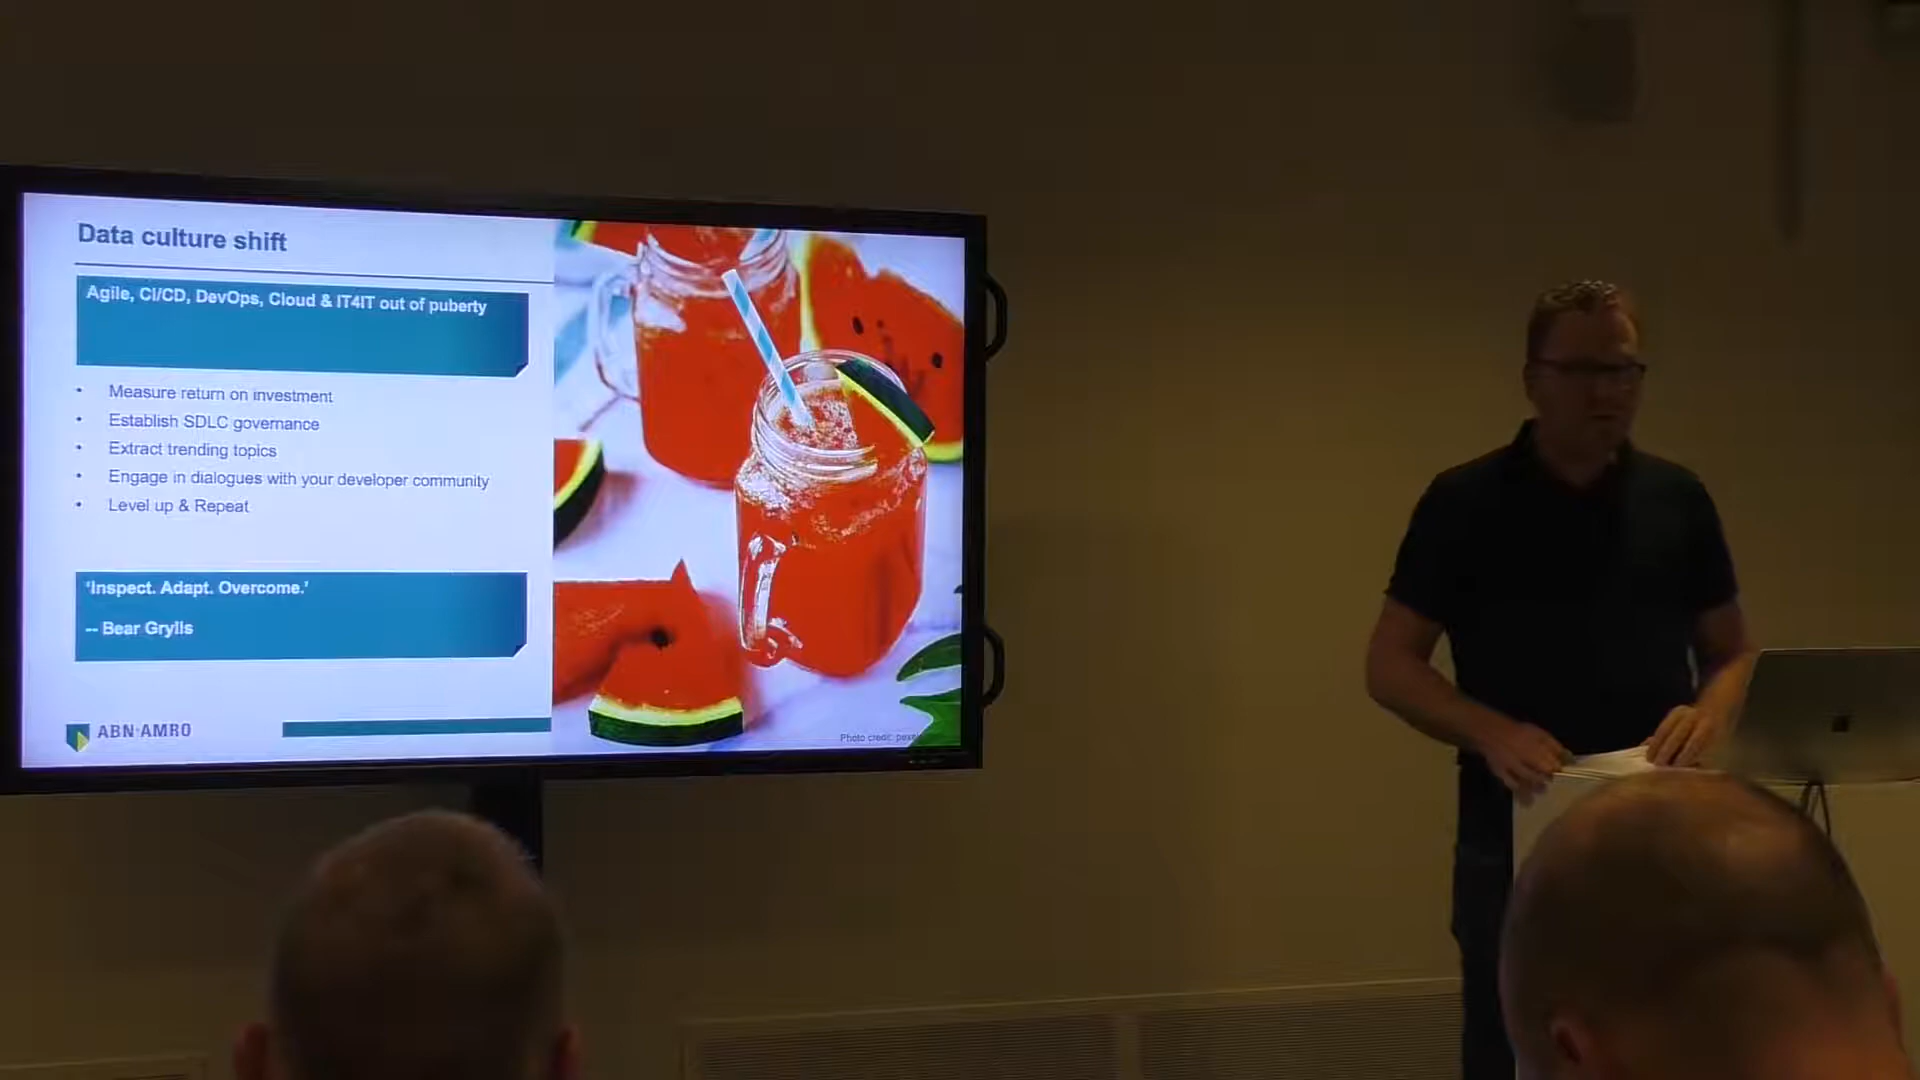 Data culture shift
Agile, CI/CD, DevOps, Cloud & IT4IT out of puberty
• Measure return on investment
• Establish SDLC governance
• Extract trending topics
• Engage in dialogues with your developer community
• Level up & Repeat
'Inspect. Adapt. Overcome.'
-- Bear Grylls
ABN·AMRO
Photo credit: